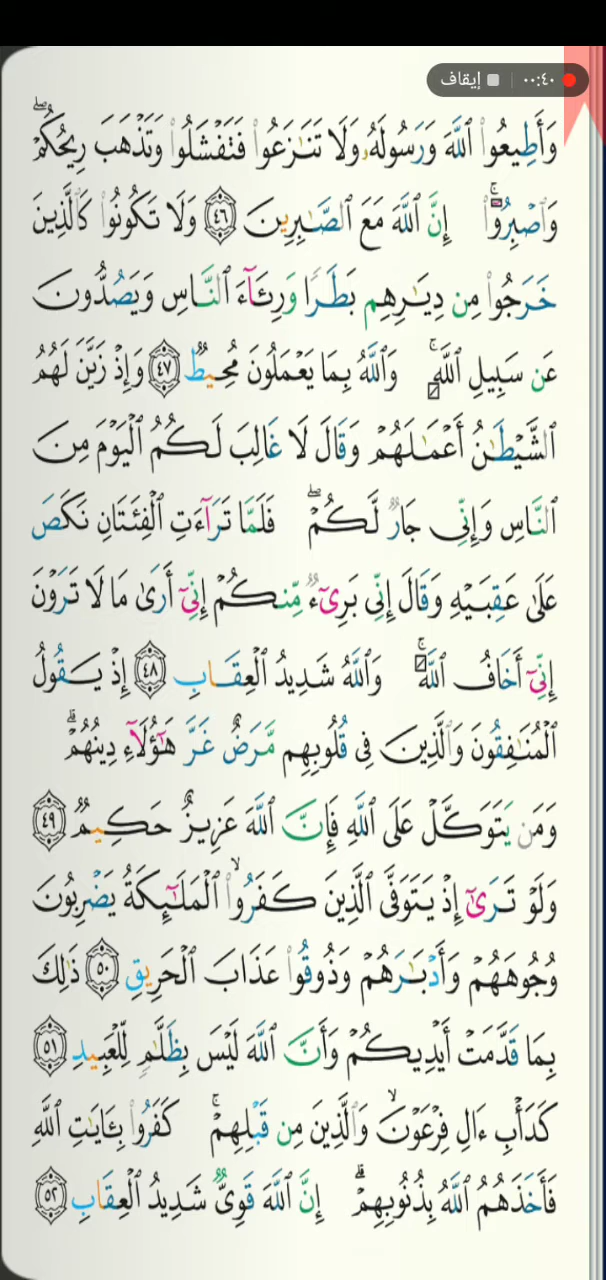 ٠٠:٤٠ إيقاف
وَأَطِيعُوا۟ ٱللَّهَ وَرَسُولَهُۥ وَلَا تَنَـٰزَعُوا۟ فَتَفْشَلُوا۟ وَتَذْهَبَ رِيحُكُمْ ۖ
وَٱصْبِرُوٓا۟ ۚ إِنَّ ٱللَّهَ مَعَ ٱلصَّـٰبِرِينَ ٤٦ وَلَا تَكُونُوا۟ كَٱلَّذِينَ
خَرَجُوا۟ مِن دِيَـٰرِهِم بَطَرًا وَرِئَآءَ ٱلنَّاسِ وَيَصُدُّونَ
عَن سَبِيلِ ٱللَّهِ ۚ وَٱللَّهُ بِمَا يَعْمَلُونَ مُحِيطٌ ٤٧ وَإِذْ زَيَّنَ لَهُمُ
ٱلشَّيْطَـٰنُ أَعْمَـٰلَهُمْ وَقَالَ لَا غَالِبَ لَكُمُ ٱلْيَوْمَ مِنَ
ٱلنَّاسِ وَإِنِّى جَارٌ لَّكُمْ ۖ فَلَمَّا تَرَآءَتِ ٱلْفِئَتَانِ نَكَصَ
عَلَىٰ عَقِبَيْهِ وَقَالَ إِنِّى بَرِىٓءٌ مِّنكُمْ إِنِّىٓ أَرَىٰ مَا لَا تَرَوْنَ
إِنِّىٓ أَخَافُ ٱللَّهَ ۚ وَٱللَّهُ شَدِيدُ ٱلْعِقَابِ ٤٨ إِذْ يَقُولُ
ٱلْمُنَـٰفِقُونَ وَٱلَّذِينَ فِى قُلُوبِهِم مَّرَضٌ غَرَّ هَـٰٓؤُلَآءِ دِينُهُمْ ۗ
وَمَن يَتَوَكَّلْ عَلَى ٱللَّهِ فَإِنَّ ٱللَّهَ عَزِيزٌ حَكِيمٌ ٤٩
وَلَوْ تَرَىٰٓ إِذْ يَتَوَفَّى ٱلَّذِينَ كَفَرُوا۟ ۙ ٱلْمَلَـٰٓئِكَةُ يَضْرِبُونَ
وُجُوهَهُمْ وَأَدْبَـٰرَهُمْ وَذُوقُوا۟ عَذَابَ ٱلْحَرِيقِ ٥٠ ذَٰلِكَ
بِمَا قَدَّمَتْ أَيْدِيكُمْ وَأَنَّ ٱللَّهَ لَيْسَ بِظَلَّـٰمٍ لِّلْعَبِيدِ ٥١
كَدَأْبِ ءَالِ فِرْعَوْنَ ۙ وَٱلَّذِينَ مِن قَبْلِهِمْ ۚ كَفَرُوا۟ بِـَٔايَـٰتِ ٱللَّهِ
فَأَخَذَهُمُ ٱللَّهُ بِذُنُوبِهِمْ ۗ إِنَّ ٱللَّهَ قَوِىٌّ شَدِيدُ ٱلْعِقَابِ ٥٢